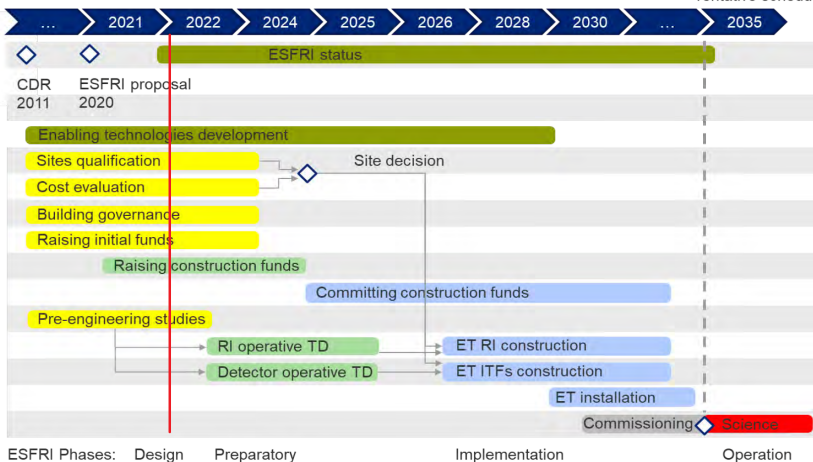 ... 2021 2022 2024 2025 2026 2028 2030 ... 2035
ESFRI status
CDR ESFRI proposal
2011 2020
Enabling technologies development
Sites qualification
Site decision
Cost evaluation
Building governance
Raising initial funds
Raising construction funds
Committing construction funds
Pre-engineering studies
RI operative TD
ET RI construction
Detector operative TD
ET ITFs construction
ET installation
Commissioning
Science
ESFRI Phases: Design Preparatory Implementation Operation